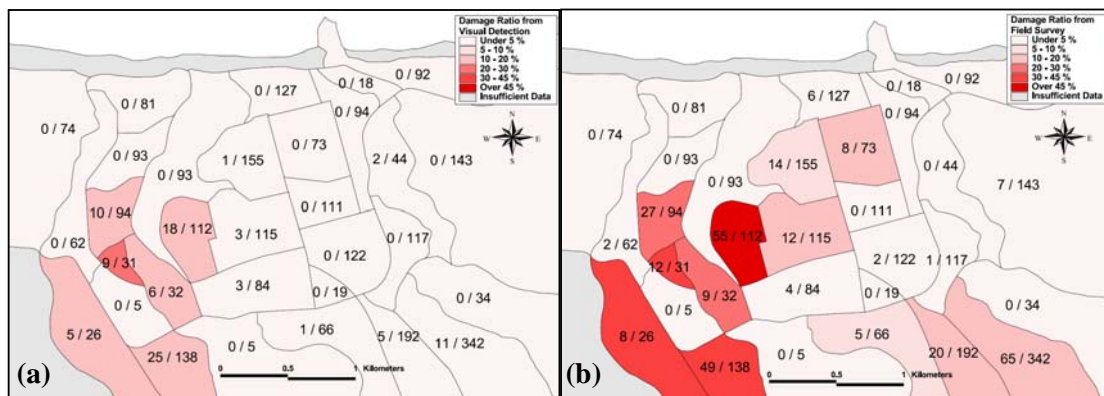 Damage Ratio from
Visual Detection
Under 5 %
5 - 10 %
10 - 20 %
20 - 30 %
30 - 45 %
Over 45 %
Insufficient Data
N
W E
S
0 / 92
0 / 18
0 / 127
0 / 81
0 / 94
0 / 74
0 / 73
2 / 44
0 / 143
1 / 155
0 / 93
0 / 93
10 / 94
0 / 111
18 / 112
3 / 115
0 / 117
0 / 62
0 / 122
9 / 31
6 / 32
3 / 84
0 / 19
0 / 34
0 / 5
5 / 26
1 / 66
5 / 192
11 / 342
25 / 138
0 / 5
0 0.5 1
Kilometers
(a)
Damage Ratio from
Field Survey
Under 5 %
5 - 10 %
10 - 20 %
20 - 30 %
30 - 45 %
Over 45 %
Insufficient Data
N
W E
S
0 / 92
0 / 18
6 / 127
0 / 81
0 / 94
0 / 74
8 / 73
0 / 44
7 / 143
14 / 155
0 / 93
0 / 93
27 / 94
0 / 111
55 / 112
12 / 115
1 / 117
2 / 62
2 / 122
12 / 31
9 / 32
4 / 84
0 / 19
0 / 34
0 / 5
8 / 26
5 / 66
20 / 192
65 / 342
49 / 138
0 / 5
0 0.5 1
Kilometers
(b)